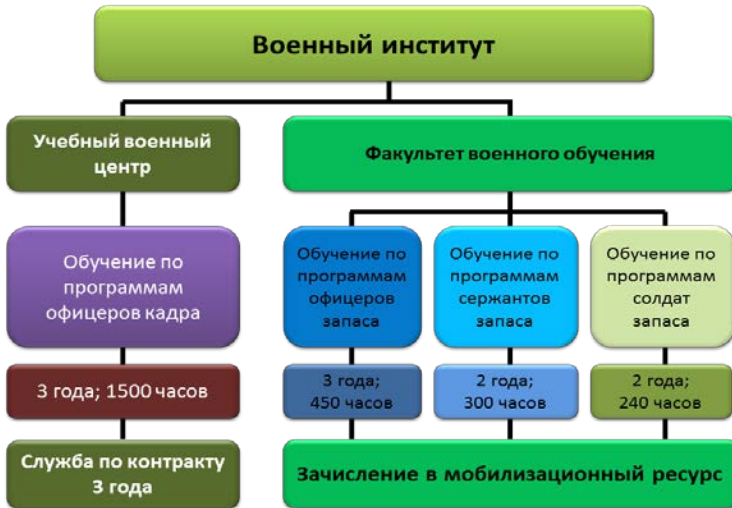 Военный институт
Учебный военный
центр
Факультет военного обучения
Обучение по
программам
офицеров кадра
Обучение по
программам
офицеров
запаса
Обучение по
программам
сержантов
запаса
Обучение по
программам
солдат
запаса
3 года; 1500 часов
3 года;
450 часов
2 года;
300 часов
2 года;
240 часов
Служба по контракту
3 года
Зачисление в мобилизационный ресурс